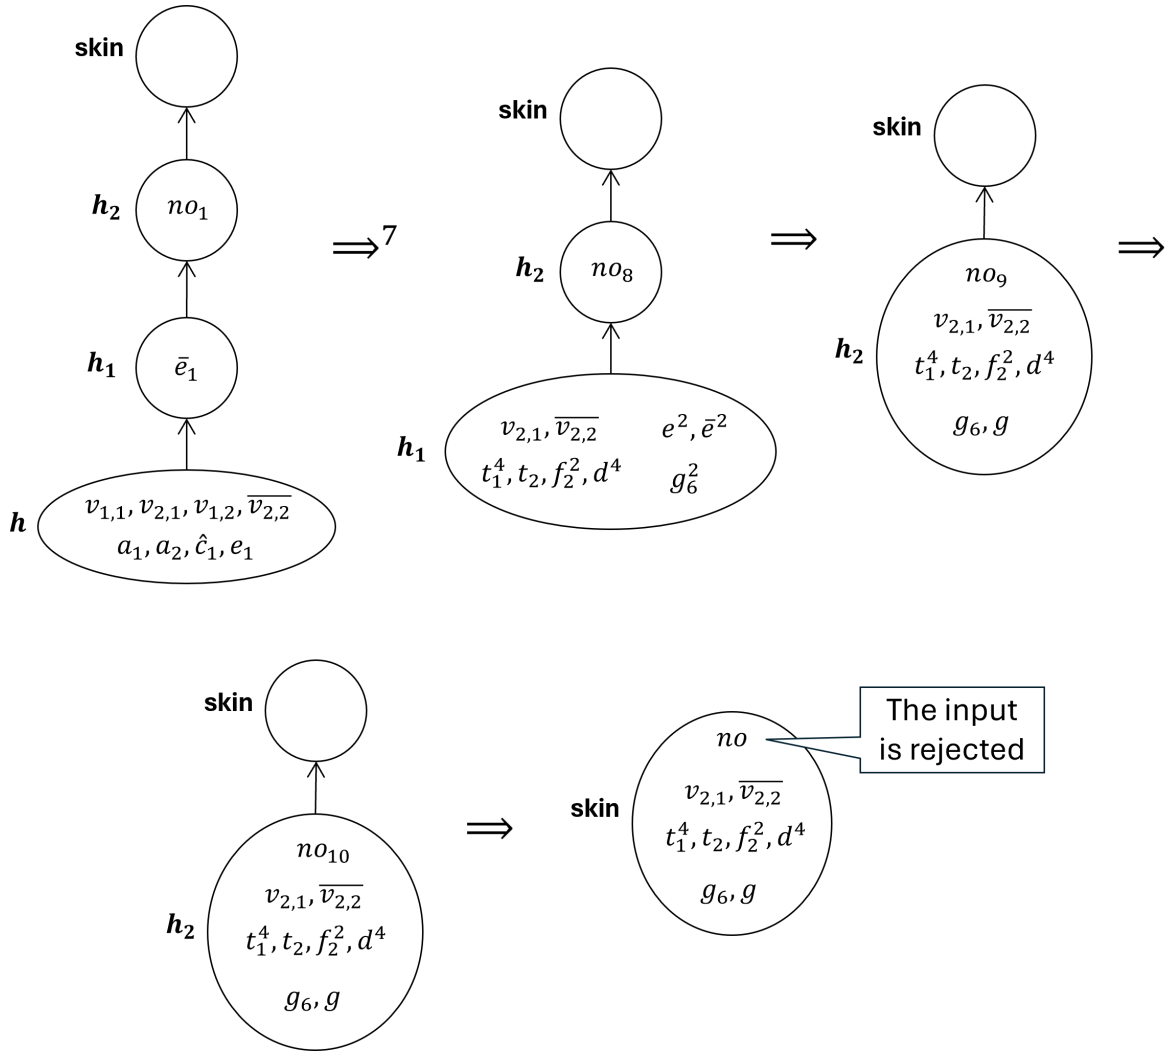 skin
h₂ no₁
h₁ ē₁
h
v₁,₁, v₂,₁, v₁,₂, v̅₂,₂̅
a₁, a₂, ĉ₁, e₁
⟹⁷
skin
h₂ no₈
h₁
v₂,₁, v̅₂,₂̅ e², ē²
t₁⁴, t₂, f₂², d⁴ g₆²
⟹
skin
h₂
no₉
v₂,₁, v̅₂,₂̅
t₁⁴, t₂, f₂², d⁴
g₆, g
⟹
skin
h₂
no₁₀
v₂,₁, v̅₂,₂̅
t₁⁴, t₂, f₂², d⁴
g₆, g
⟹
skin
no
v₂,₁, v̅₂,₂̅
t₁⁴, t₂, f₂², d⁴
g₆, g
The input
is rejected